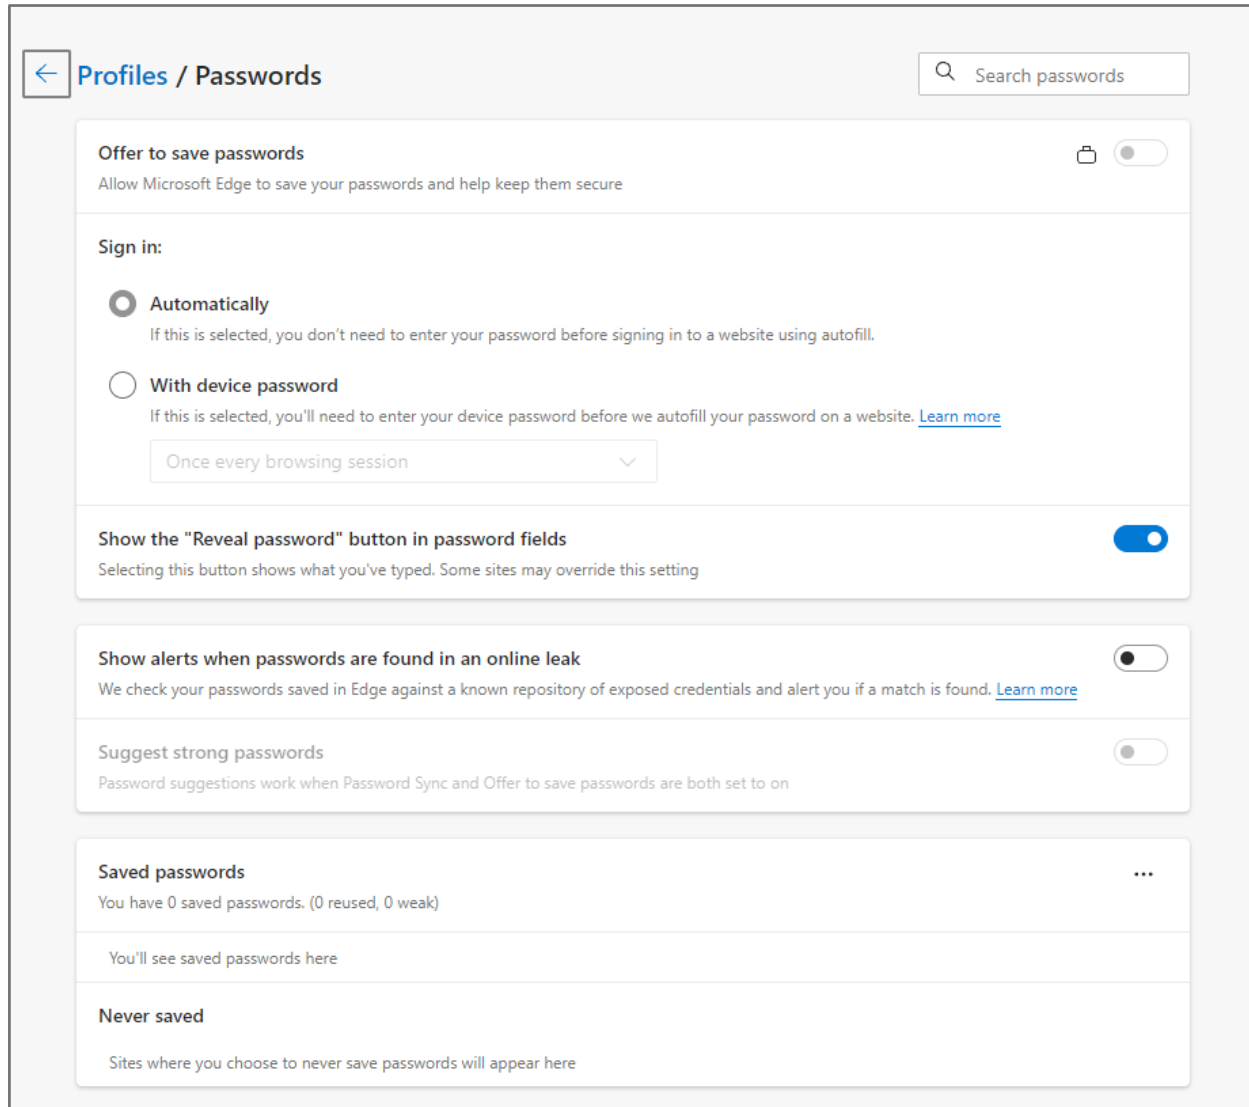 Profiles / Passwords
Search passwords
Offer to save passwords
Allow Microsoft Edge to save your passwords and help keep them secure
Sign in:
Automatically
If this is selected, you don't need to enter your password before signing in to a website using autofill.
With device password
If this is selected, you'll need to enter your device password before we autofill your password on a website. Learn more
Once every browsing session
Show the "Reveal password" button in password fields
Selecting this button shows what you've typed. Some sites may override this setting
Show alerts when passwords are found in an online leak
We check your passwords saved in Edge against a known repository of exposed credentials and alert you if a match is found. Learn more
Suggest strong passwords
Password suggestions work when Password Sync and Offer to save passwords are both set to on
Saved passwords
You have 0 saved passwords. (0 reused, 0 weak)
You'll see saved passwords here
Never saved
Sites where you choose to never save passwords will appear here